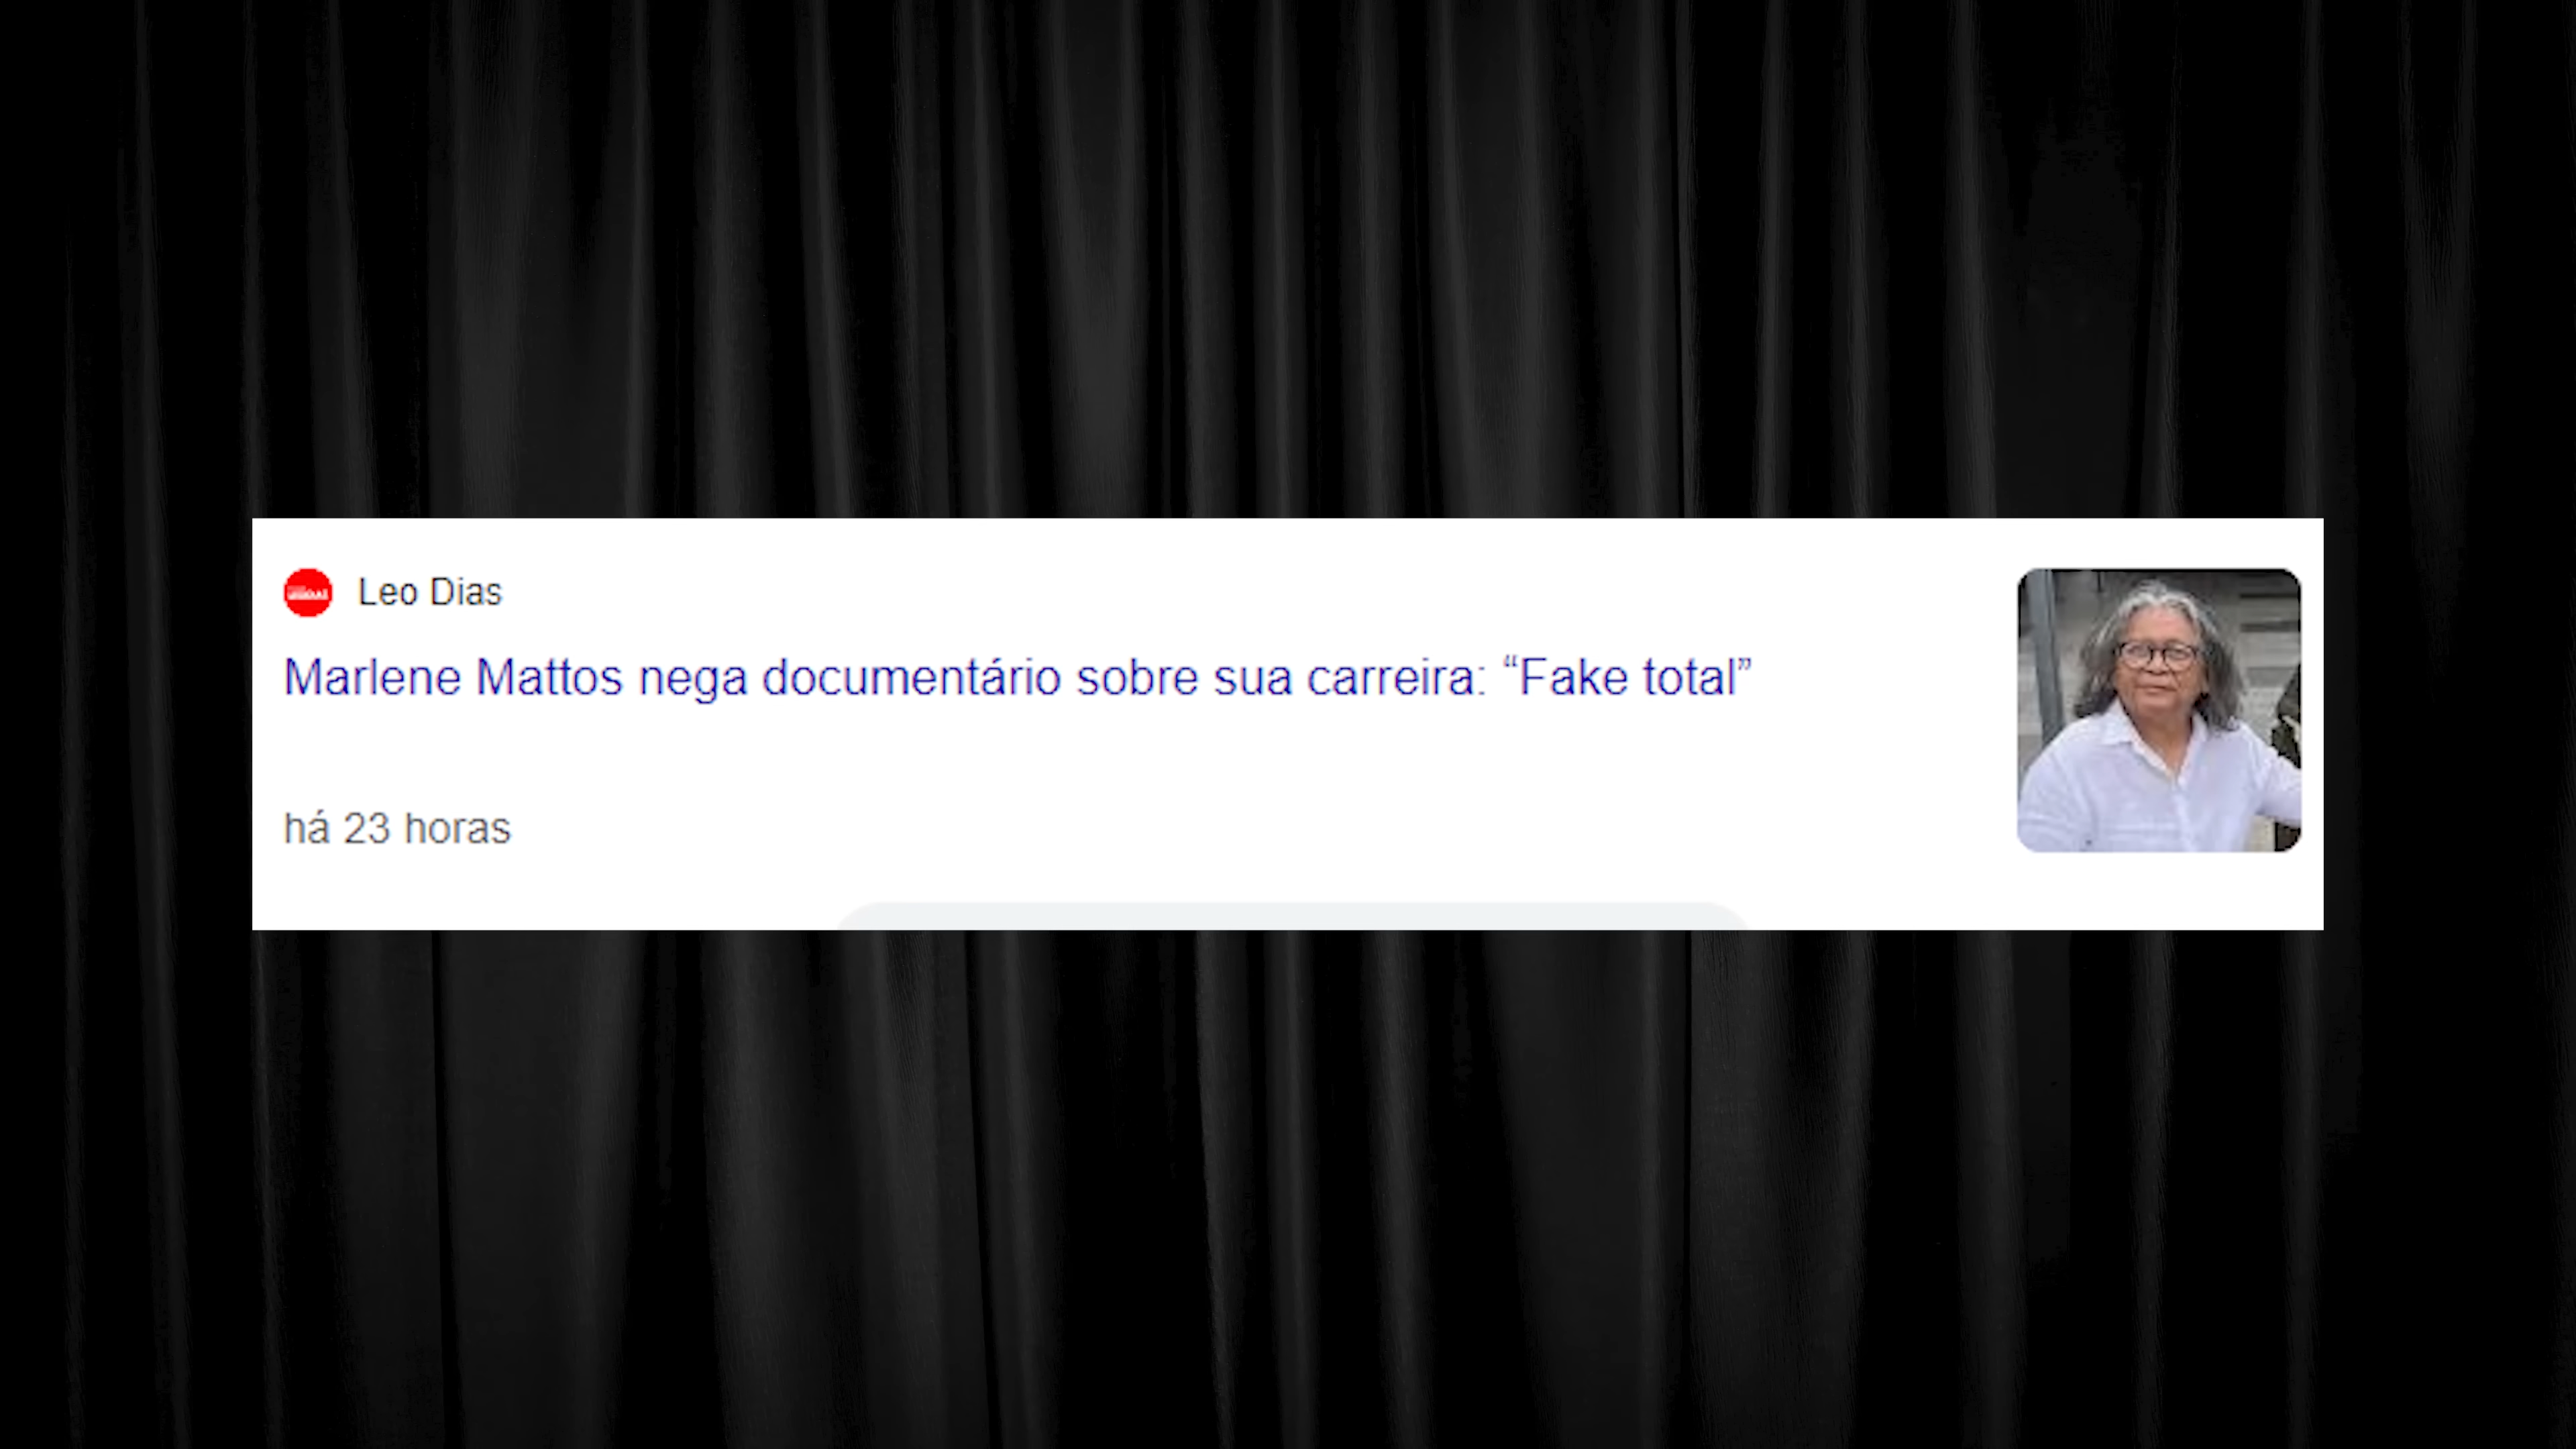 Leo Dias
Marlene Mattos nega documentário sobre sua carreira: “Fake total”
há 23 horas